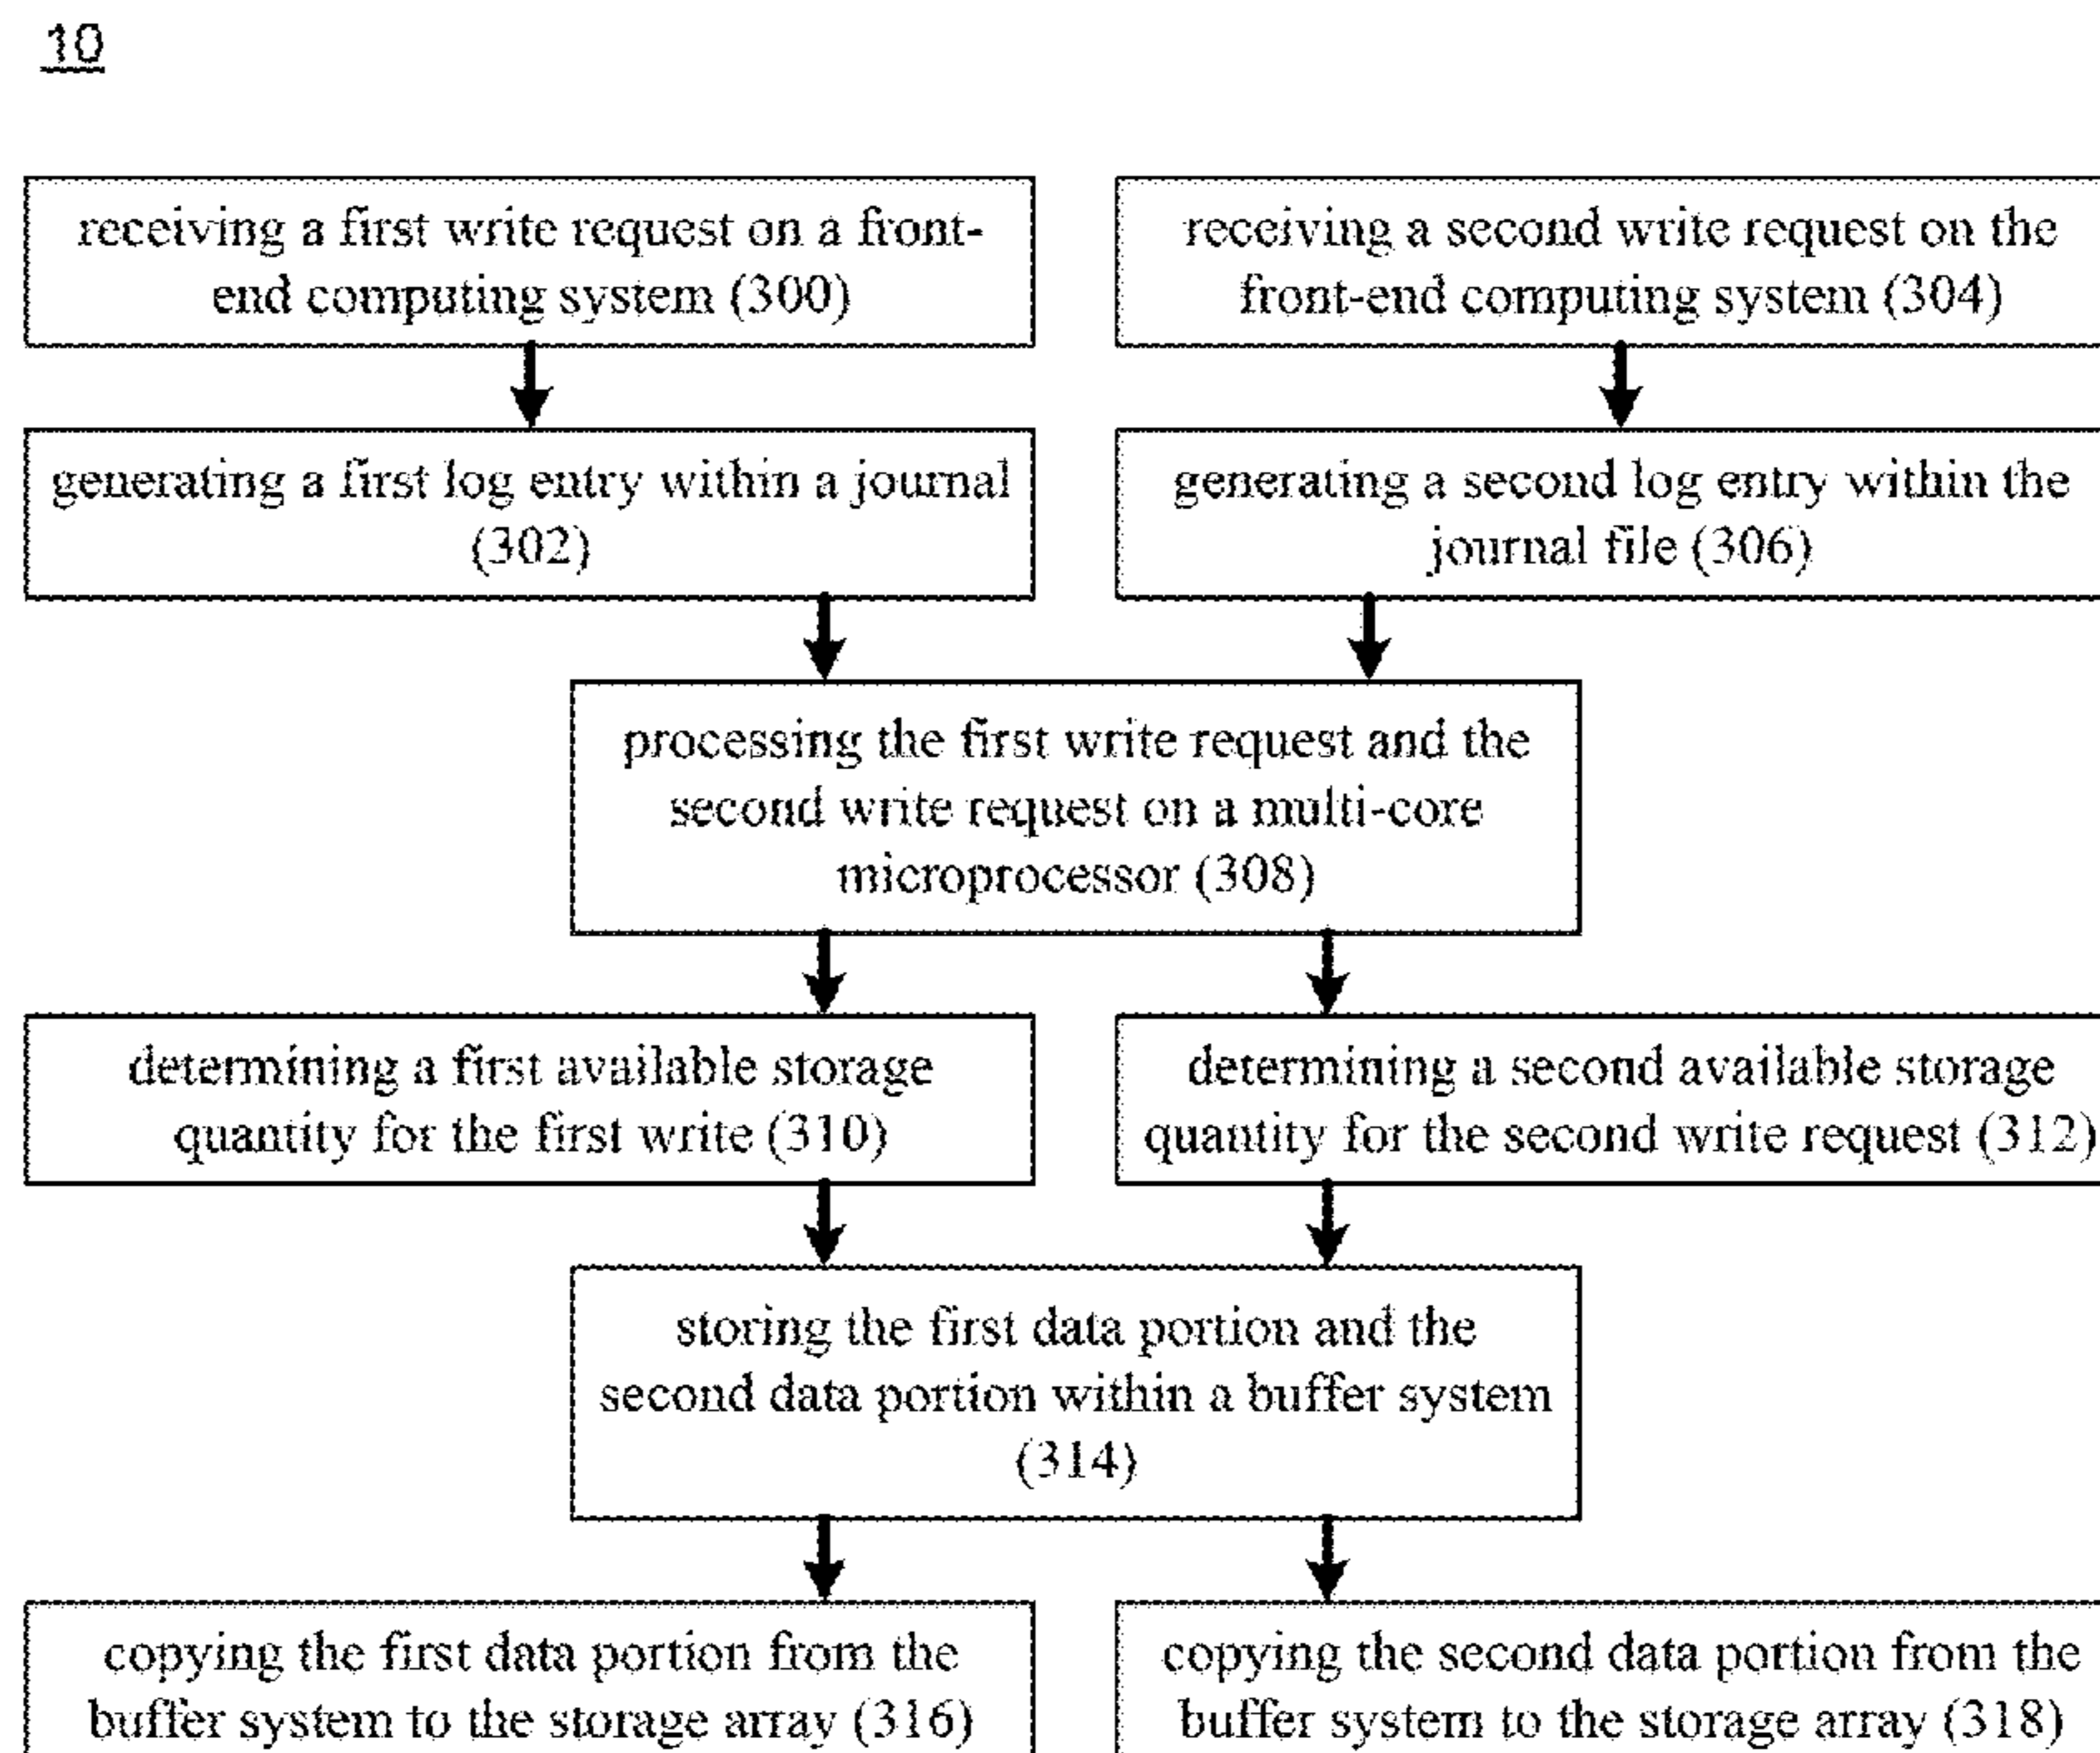 10
receiving a first write request on a front-
end computing system (300)
receiving a second write request on the
front-end computing system (304)
generating a first log entry within a journal
(302)
generating a second log entry within the
journal file (306)
processing the first write request and the
second write request on a multi-core
microprocessor (308)
determining a first available storage
quantity for the first write (310)
determining a second available storage
quantity for the second write request (312)
storing the first data portion and the
second data portion within a buffer system
(314)
copying the first data portion from the
buffer system to the storage array (316)
copying the second data portion from the
buffer system to the storage array (318)